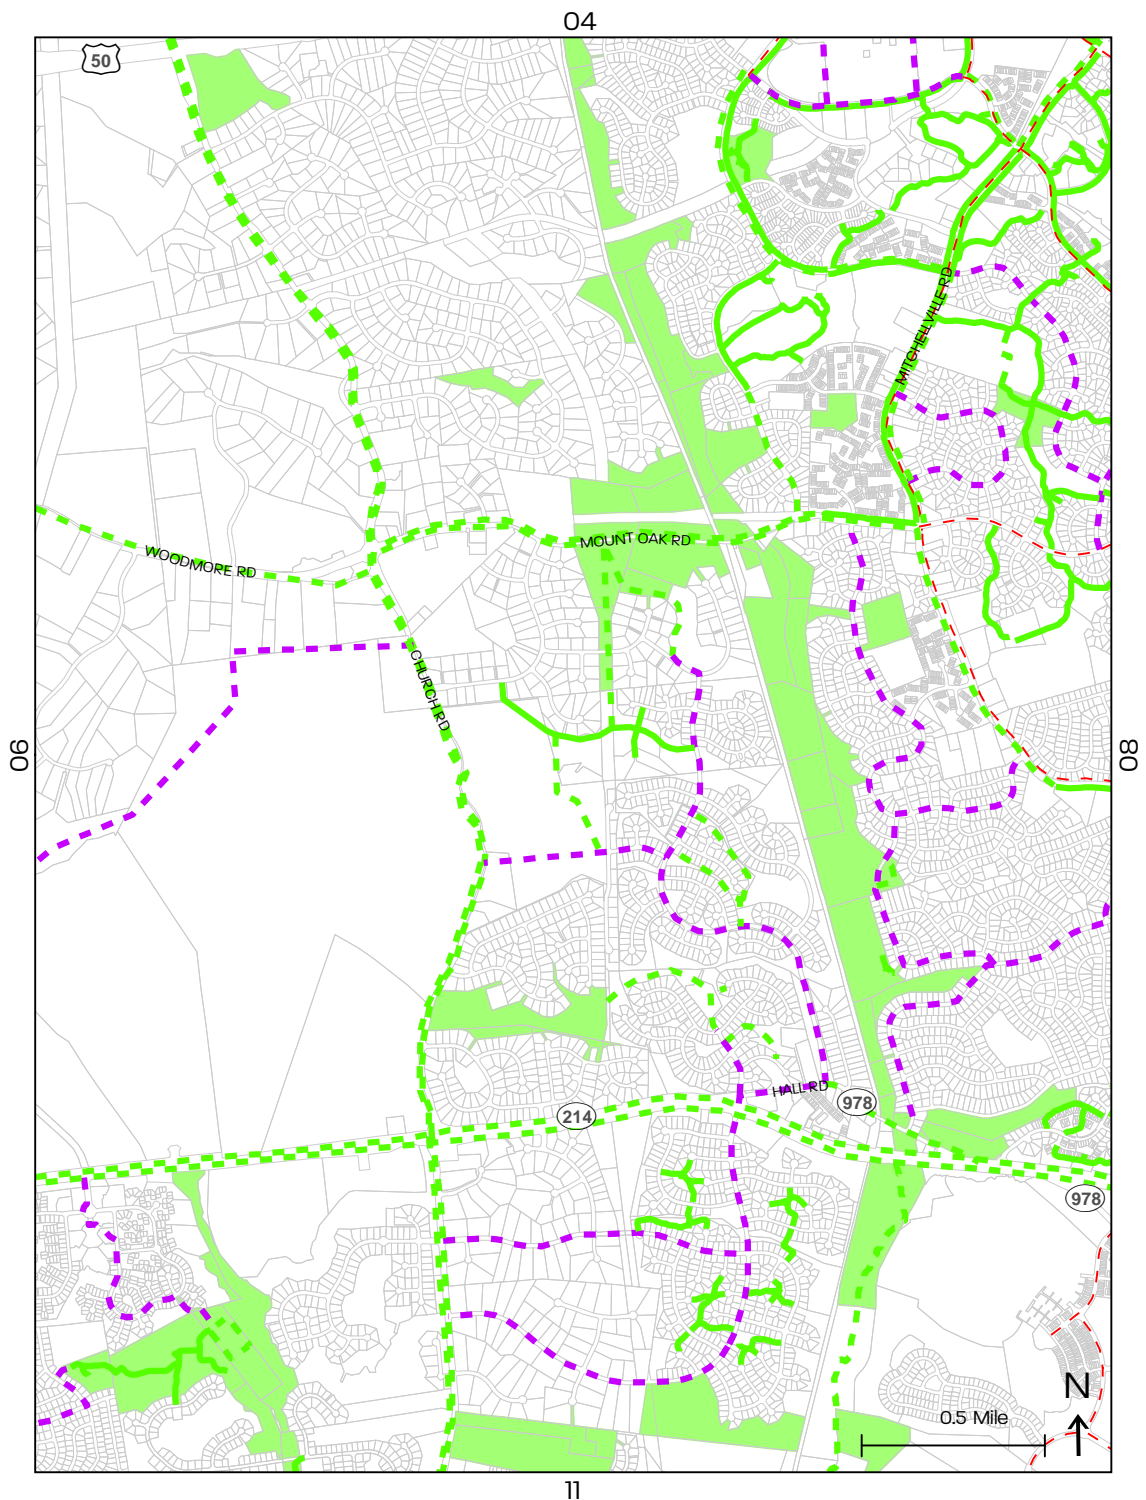 04
50
MITCHELLVILLE RD
MOUNT OAK RD
WOODMORE RD
CHURCH RD
06
08
HALL RD
978
214
978
N
0.5 Mile
11